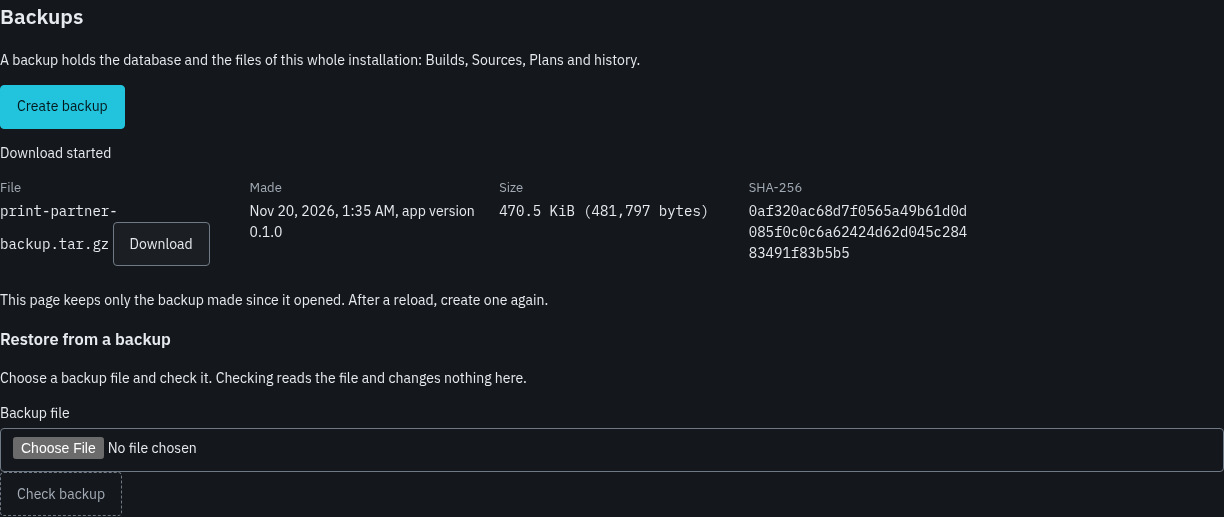 Backups
A backup holds the database and the files of this whole installation: Builds, Sources, Plans and history.
Create backup
Download started
File
print-partner-
backup.tar.gz Download
Made
Nov 20, 2026, 1:35 AM, app version
0.1.0
Size
470.5 KiB (481,797 bytes)
SHA-256
0af320ac68d7f0565a49b61d0d
085f0c0c6a62424d62d045c284
83491f83b5b5
This page keeps only the backup made since it opened. After a reload, create one again.
Restore from a backup
Choose a backup file and check it. Checking reads the file and changes nothing here.
Backup file
Choose File No file chosen
Check backup